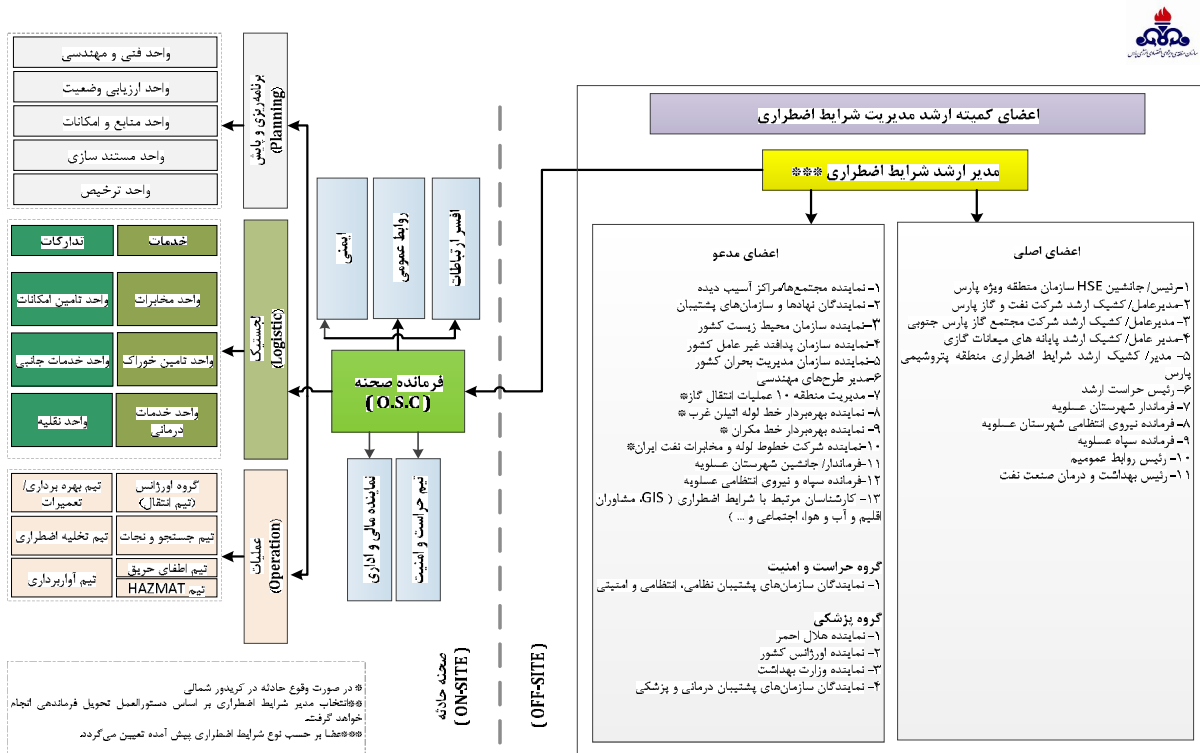 سازمان منطقه‌ی ویژه‌ی اقتصادی انرژی پارس
اعضای کمیته ارشد مدیریت شرایط اضطراری
مدیر ارشد شرایط اضطراری ***
اعضای اصلی
۱-رئیس/ جانشین HSE سازمان منطقه ویژه پارس
۲-مدیرعامل/ کشیک ارشد شرکت نفت و گاز پارس
۳- مدیرعامل/ کشیک ارشد شرکت مجتمع گاز پارس جنوبی
۴-مدیر عامل/ کشیک ارشد پایانه های میعانات گازی
۵- مدیر/ کشیک ارشد شرایط اضطراری منطقه پتروشیمی
پارس
۶- رئیس حراست ارشد
۷- فرماندار شهرستان عسلویه
۸- فرمانده نیروی انتظامی شهرستان عسلویه
۹- فرمانده سپاه عسلویه
۱۰- رئیس روابط عمومیم
۱۱- رئیس بهداشت و درمان صنعت نفت
اعضای مدعو
۱- نماینده مجتمع‌ها/مراکز آسیب دیده
۲- نمایندگان نهادها و سازمان‌های پشتیبان
۳-نماینده سازمان محیط زیست کشور
۴-نماینده سازمان پدافند غیر عامل کشور
۵-نماینده سازمان مدیریت بحران کشور
۶-مدیر طرح‌های مهندسی
۷- مدیریت منطقه ۱۰ عملیات انتقال گاز*
۸- نماینده بهره‌بردار خط لوله اتیلن غرب *
۹- نماینده بهره‌بردار خط مکران *
۱۰-نماینده شرکت خطوط لوله و مخابرات نفت ایران*
۱۱-فرماندار/ جانشین شهرستان عسلویه
۱۲-فرمانده سپاه و نیروی انتظامی عسلویه
۱۳- کارشناسان مرتبط با شرایط اضطراری ( GIS، مشاوران
اقلیم و آب و هوا، اجتماعی و ... )
گروه حراست و امنیت
۱- نمایندگان سازمان‌های پشتیبان نظامی، انتظامی و امنیتی
گروه پزشکی
۱- نماینده هلال احمر
۲- نماینده اورژانس کشور
۳- نماینده وزارت بهداشت
۴- نمایندگان سازمان‌های پشتیبان درمانی و پزشکی
(OFF-SITE)
صحنه حادثه
(ON-SITE)
افسر ارتباطات
روابط عمومی
ایمنی
فرمانده صحنه
(O.S.C)
تیم حراست و امنیت
نماینده مالی و اداری
برنامه‌ریزی و پایش
(Planning)
واحد فنی و مهندسی
واحد ارزیابی وضعیت
واحد منابع و امکانات
واحد مستند سازی
واحد ترخیص
لجستیک
(Logistic)
خدمات
تدارکات
واحد مخابرات
واحد تامین امکانات
واحد تامین خوراک
واحد خدمات جانبی
واحد خدمات
درمانی
واحد نقلیه
عملیات
(Operation)
گروه اورژانس
(تیم انتقال)
تیم بهره برداری/
تعمیرات
تیم جستجو و نجات
تیم تخلیه اضطراری
تیم اطفای حریق
تیم HAZMAT
تیم آواربرداری
* در صورت وقوع حادثه در کریدور شمالی
**انتخاب مدیر شرایط اضطراری بر اساس دستورالعمل تحویل فرماندهی انجام
خواهد گرفت.
***عضا بر حسب نوع شرایط اضطراری پیش آمده تعیین می‌گردد.